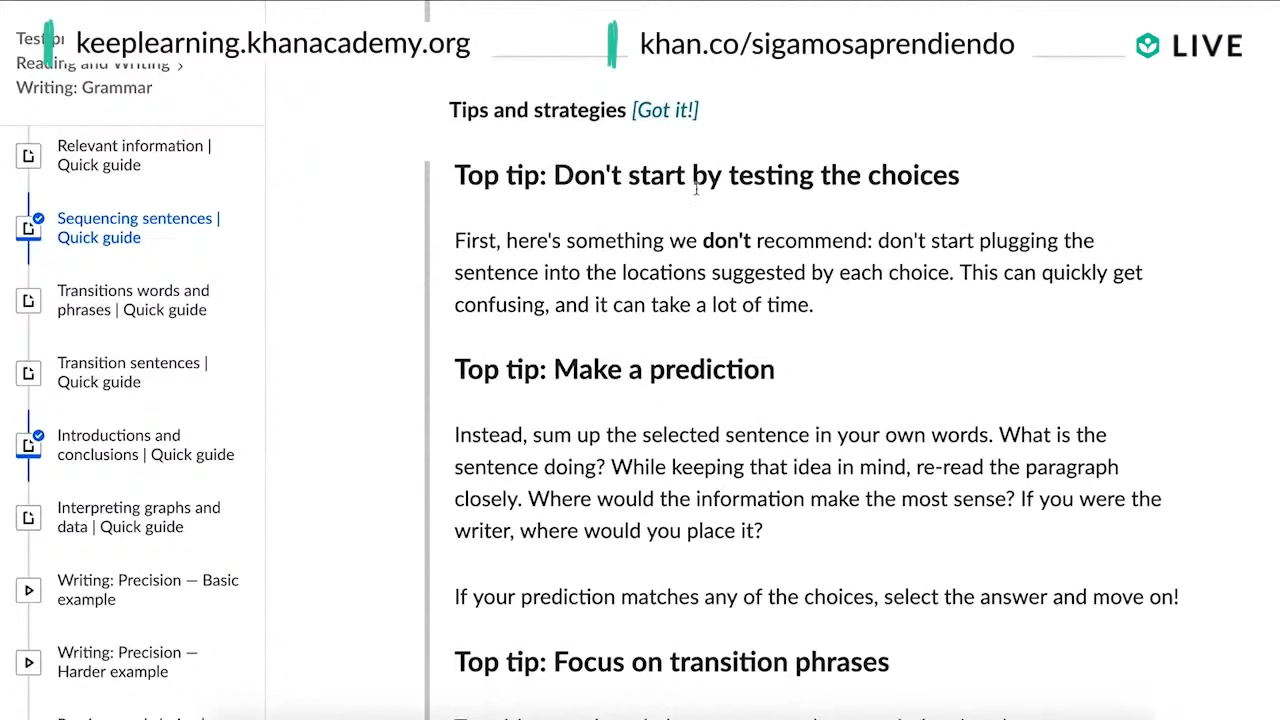 keeplearning.khanacademy.org
khan.co/sigamosaprendiendo
LIVE
Reading and Writing >
Writing: Grammar
Relevant information |
Quick guide
Sequencing sentences |
Quick guide
Transitions words and
phrases | Quick guide
Transition sentences |
Quick guide
Introductions and
conclusions | Quick guide
Interpreting graphs and
data | Quick guide
Writing: Precision — Basic
example
Writing: Precision —
Harder example
Tips and strategies [Got it!]
Top tip: Don't start by testing the choices
First, here's something we don't recommend: don't start plugging the
sentence into the locations suggested by each choice. This can quickly get
confusing, and it can take a lot of time.
Top tip: Make a prediction
Instead, sum up the selected sentence in your own words. What is the
sentence doing? While keeping that idea in mind, re-read the paragraph
closely. Where would the information make the most sense? If you were the
writer, where would you place it?
If your prediction matches any of the choices, select the answer and move on!
Top tip: Focus on transition phrases